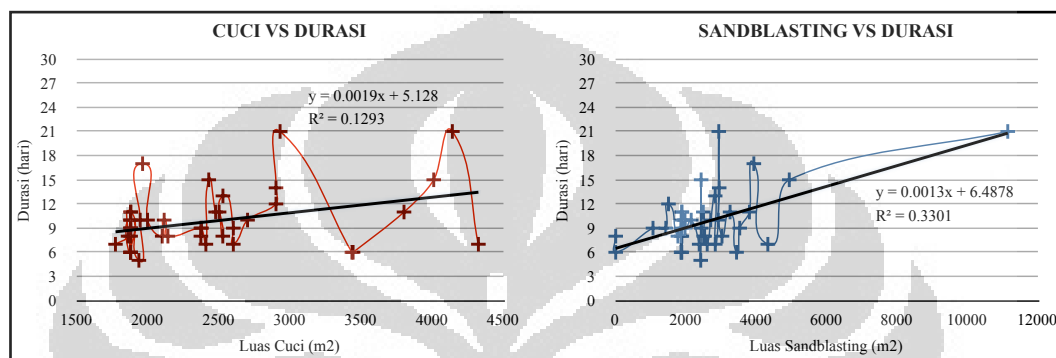 CUCI VS DURASI
Durasi (hari)
30
27
24
21
18
15
12
9
6
3
0
y = 0.0019x + 5.128
R² = 0.1293
1500 2000 2500 3000 3500 4000 4500
Luas Cuci (m2)
SANDBLASTING VS DURASI
Durasi (hari)
30
27
24
21
18
15
12
9
6
3
0
y = 0.0013x + 6.4878
R² = 0.3301
0 2000 4000 6000 8000 10000 12000
Luas Sandblasting (m2)